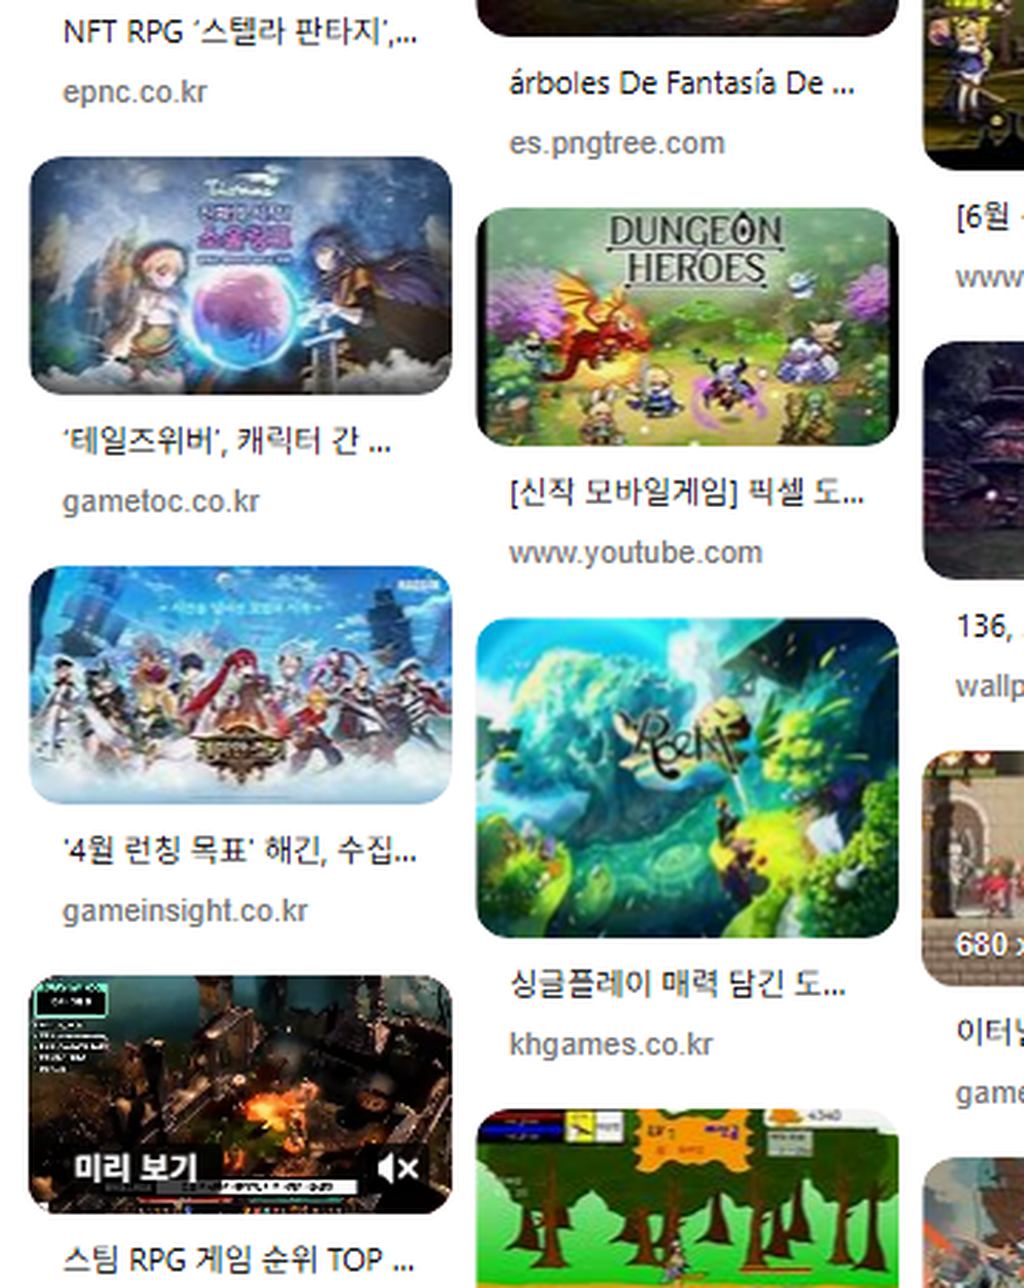 NFT RPG ‘스텔라 판타지’,...
epnc.co.kr
'테일즈위버', 캐릭터 간 ...
gametoc.co.kr
'4월 런칭 목표' 해긴, 수집...
gameinsight.co.kr
미리 보기
스팀 RPG 게임 순위 TOP ...
árboles De Fantasía De ...
es.pngtree.com
DUNGEON
HEROES
[신작 모바일게임] 픽셀 도...
www.youtube.com
Poem
싱글플레이 매력 담긴 도...
khgames.co.kr
4340
[6월
www
136,
wallp
680 x
이터널
game